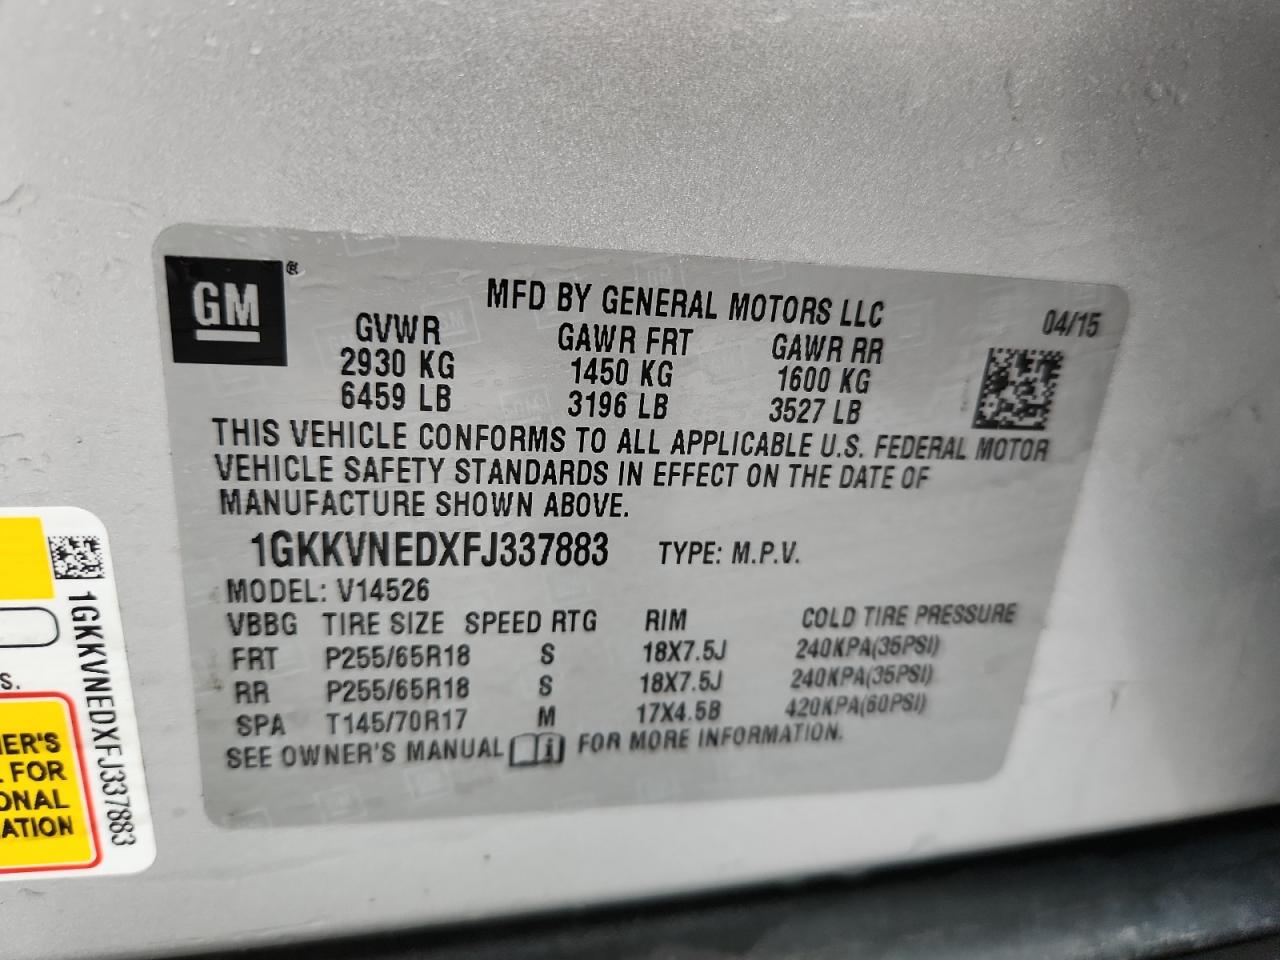 GM ®
MFD BY GENERAL MOTORS LLC 04/15
GVWR GAWR FRT GAWR RR
2930 KG 1450 KG 1600 KG
6459 LB 3196 LB 3527 LB
THIS VEHICLE CONFORMS TO ALL APPLICABLE U.S. FEDERAL MOTOR
VEHICLE SAFETY STANDARDS IN EFFECT ON THE DATE OF
MANUFACTURE SHOWN ABOVE.
1GKKVNEDXFJ337883 TYPE: M.P.V.
MODEL: V14526
VBBG TIRE SIZE SPEED RTG RIM COLD TIRE PRESSURE
FRT P255/65R18 S 18X7.5J 240KPA(35PSI)
RR P255/65R18 S 18X7.5J 240KPA(35PSI)
SPA T145/70R17 M 17X4.5B 420KPA(60PSI)
SEE OWNER'S MANUAL FOR MORE INFORMATION.
1GKKVNEDXFJ337883
S.
IER'S
L FOR
ONAL
ATION